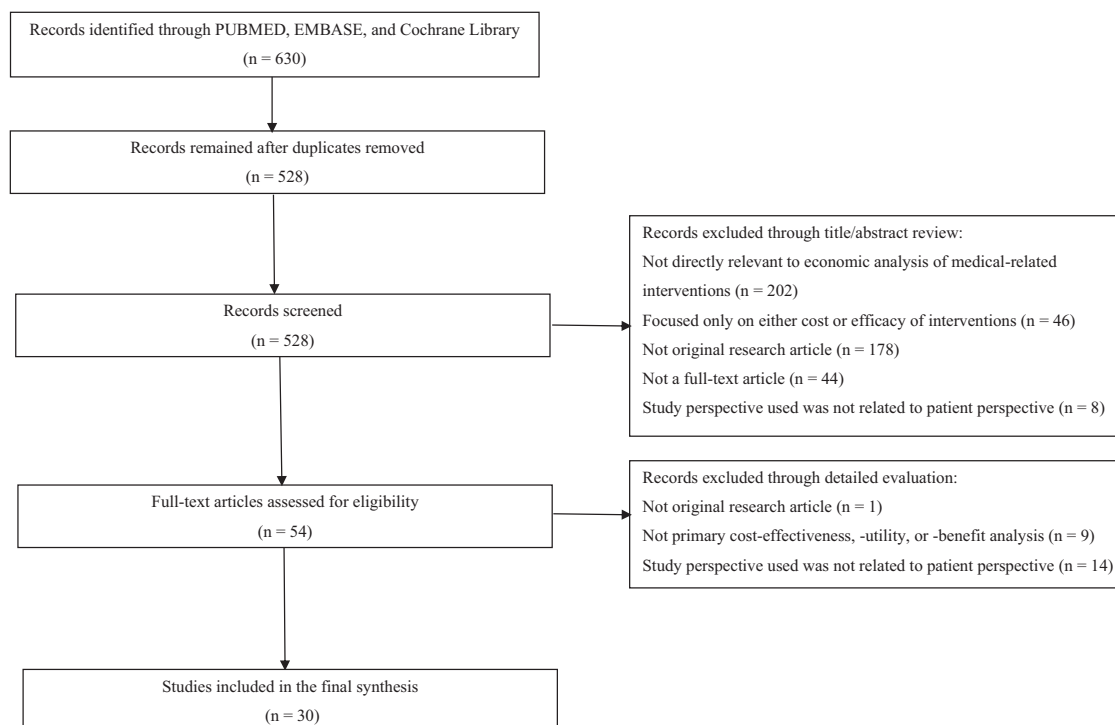 Records identified through PUBMED, EMBASE, and Cochrane Library
(n = 630)
Records remained after duplicates removed
(n = 528)
Records screened
(n = 528)
Records excluded through title/abstract review:
Not directly relevant to economic analysis of medical-related
interventions (n = 202)
Focused only on either cost or efficacy of interventions (n = 46)
Not original research article (n = 178)
Not a full-text article (n = 44)
Study perspective used was not related to patient perspective (n = 8)
Full-text articles assessed for eligibility
(n = 54)
Records excluded through detailed evaluation:
Not original research article (n = 1)
Not primary cost-effectiveness, -utility, or -benefit analysis (n = 9)
Study perspective used was not related to patient perspective (n = 14)
Studies included in the final synthesis
(n = 30)